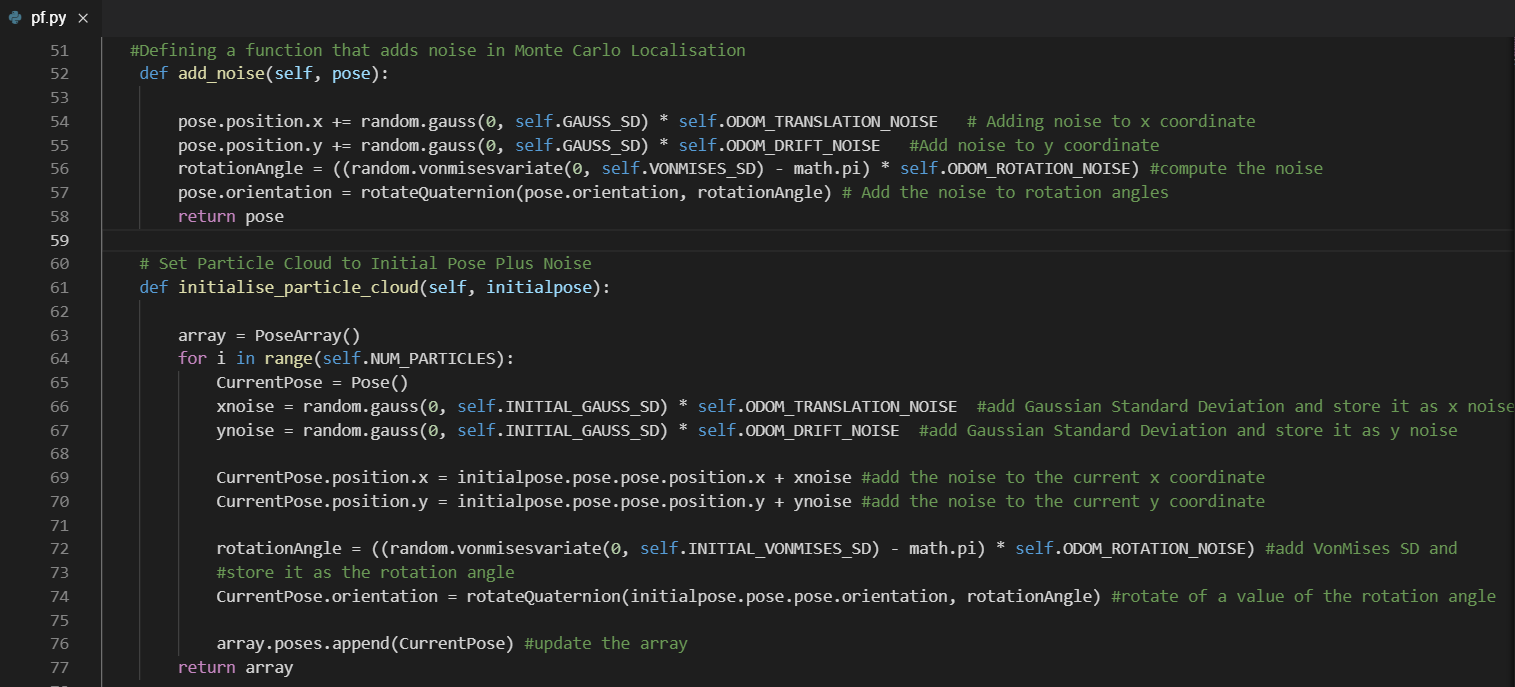 pf.py ×
51 #Defining a function that adds noise in Monte Carlo Localisation
52 def add_noise(self, pose):
53
54 pose.position.x += random.gauss(0, self.GAUSS_SD) * self.ODOM_TRANSLATION_NOISE # Adding noise to x coordinate
55 pose.position.y += random.gauss(0, self.GAUSS_SD) * self.ODOM_DRIFT_NOISE #Add noise to y coordinate
56 rotationAngle = ((random.vonmisesvariate(0, self.VONMISES_SD) - math.pi) * self.ODOM_ROTATION_NOISE) #compute the noise
57 pose.orientation = rotateQuaternion(pose.orientation, rotationAngle) # Add the noise to rotation angles
58 return pose
59
60 # Set Particle Cloud to Initial Pose Plus Noise
61 def initialise_particle_cloud(self, initialpose):
62
63 array = PoseArray()
64 for i in range(self.NUM_PARTICLES):
65 CurrentPose = Pose()
66 xnoise = random.gauss(0, self.INITIAL_GAUSS_SD) * self.ODOM_TRANSLATION_NOISE #add Gaussian Standard Deviation and store it as x noise
67 ynoise = random.gauss(0, self.INITIAL_GAUSS_SD) * self.ODOM_DRIFT_NOISE #add Gaussian Standard Deviation and store it as y noise
68
69 CurrentPose.position.x = initialpose.pose.pose.position.x + xnoise #add the noise to the current x coordinate
70 CurrentPose.position.y = initialpose.pose.pose.position.y + ynoise #add the noise to the current y coordinate
71
72 rotationAngle = ((random.vonmisesvariate(0, self.INITIAL_VONMISES_SD) - math.pi) * self.ODOM_ROTATION_NOISE) #add VonMises SD and
73 #store it as the rotation angle
74 CurrentPose.orientation = rotateQuaternion(initialpose.pose.pose.orientation, rotationAngle) #rotate of a value of the rotation angle
75
76 array.poses.append(CurrentPose) #update the array
77 return array